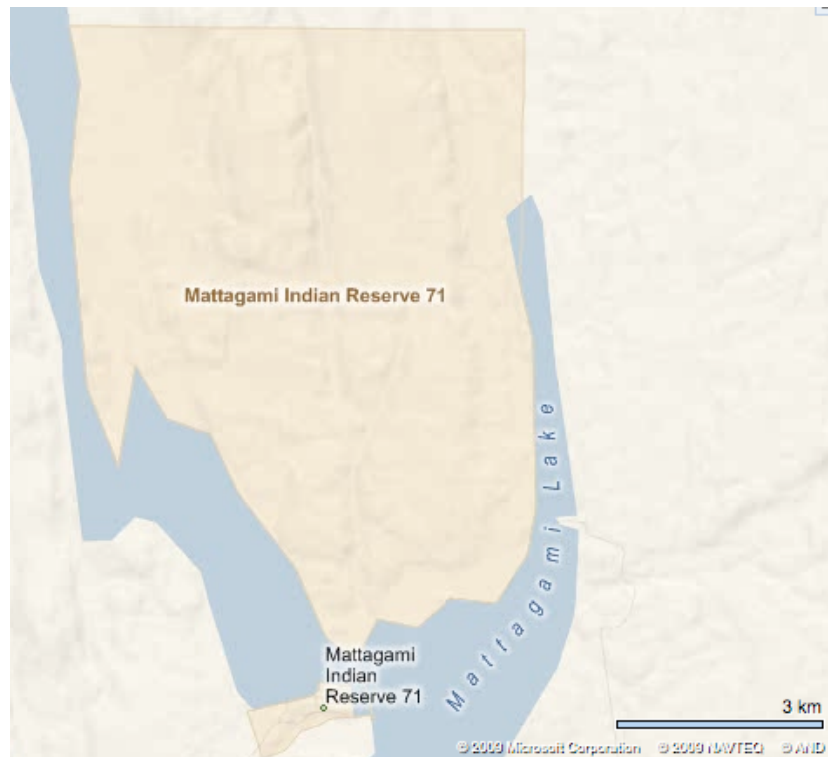 Mattagami Indian Reserve 71
Mattagami Lake
Mattagami
Indian
Reserve 71
3 km
© 2009 Microsoft Corporation © 2009 NAVTEQ © AND